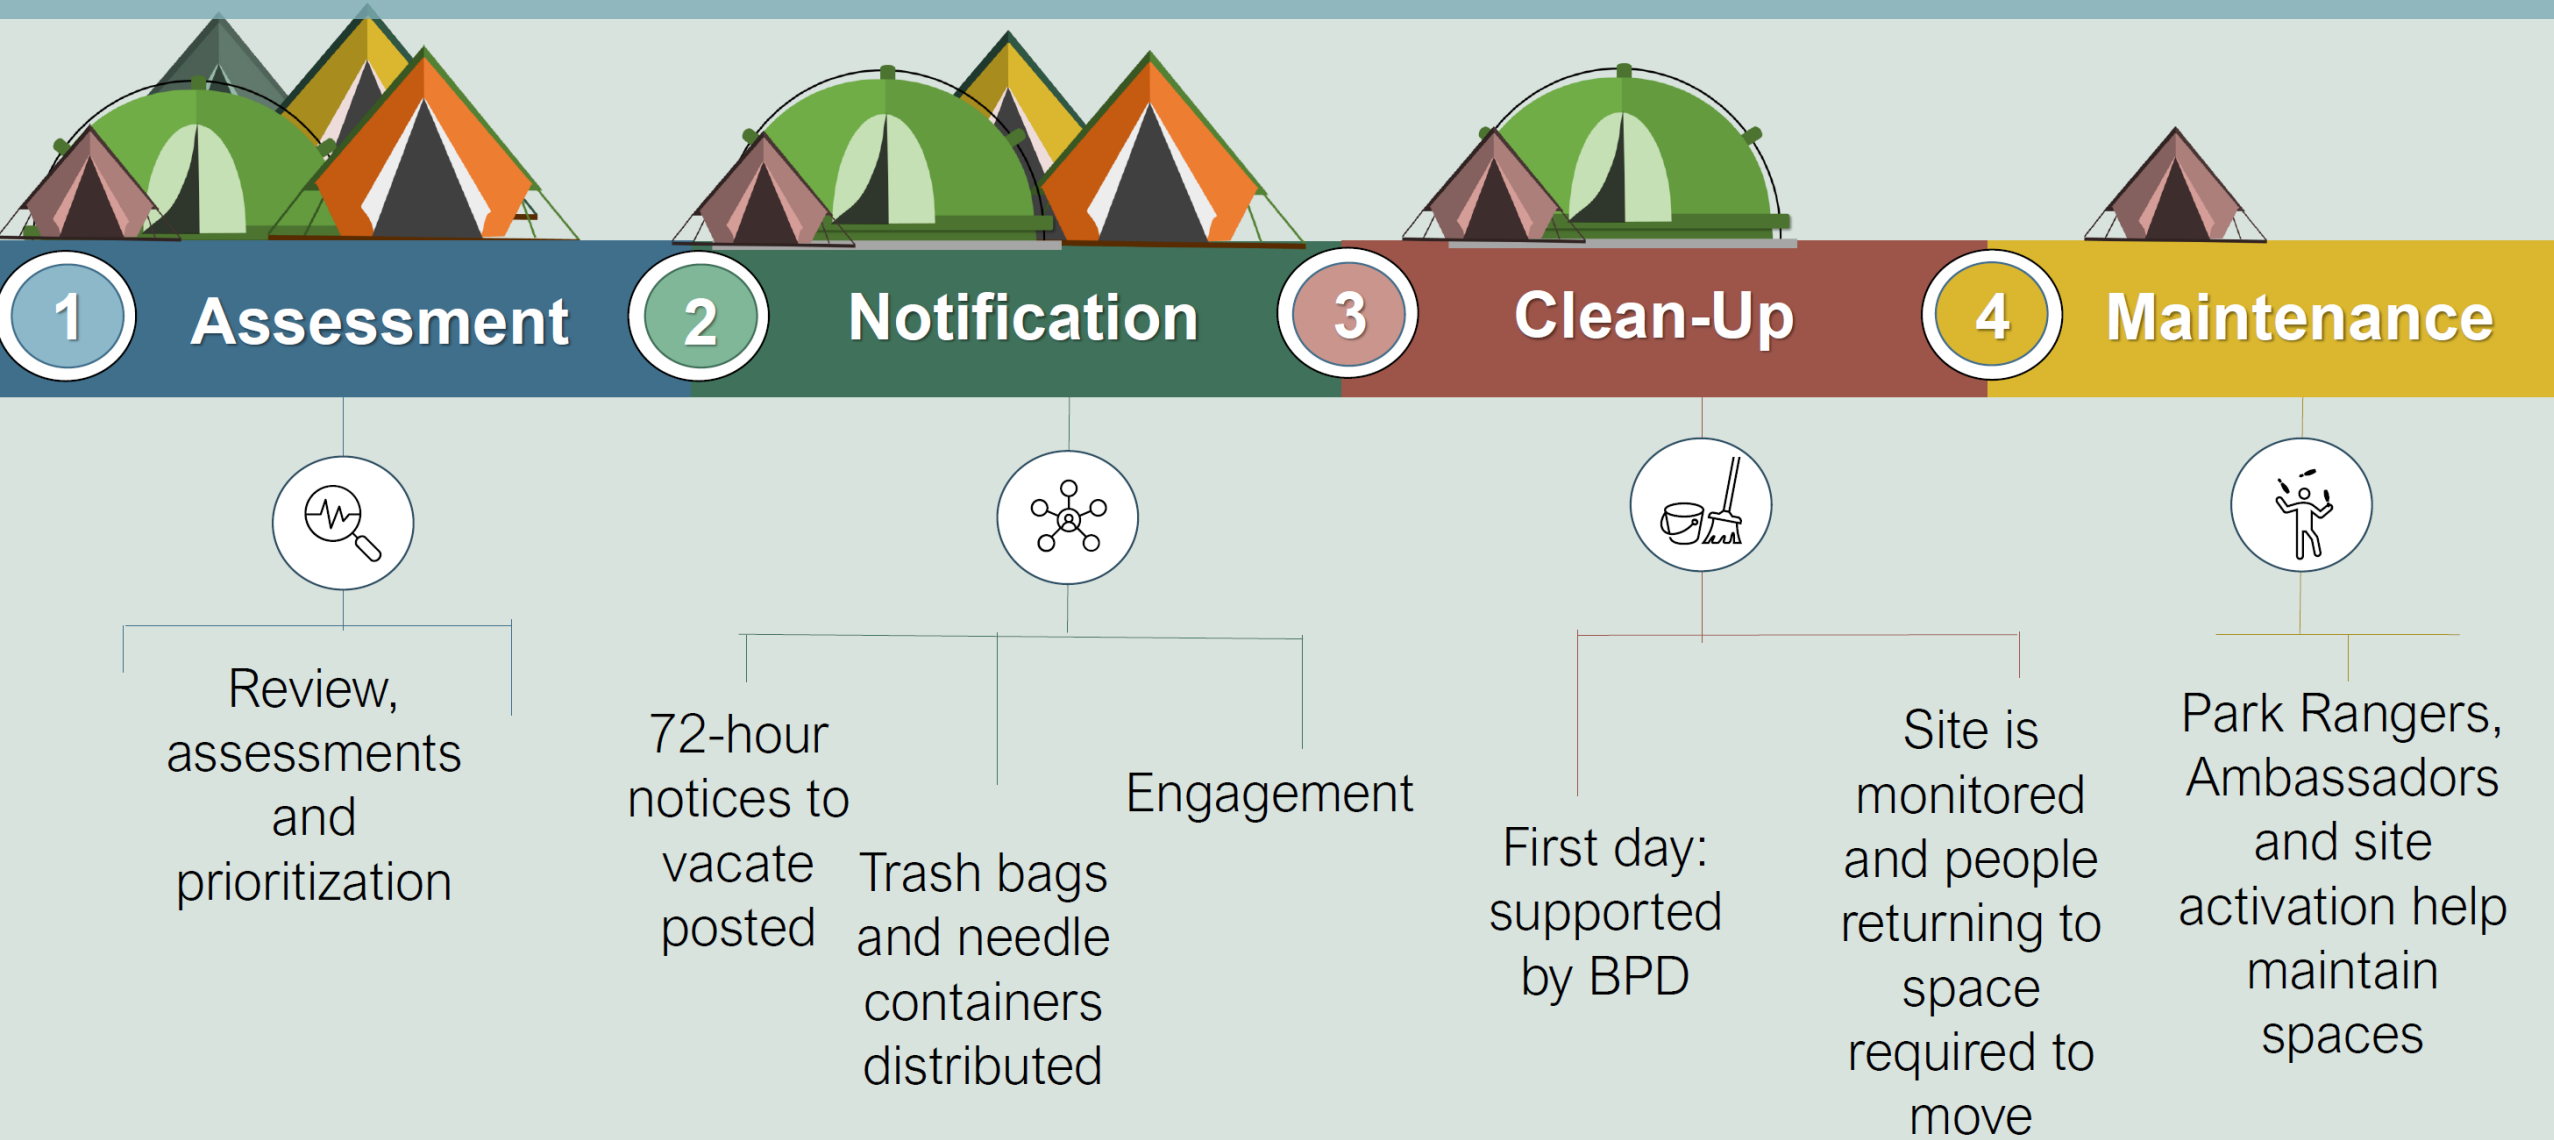 1
Assessment
2
Notification
3
Clean-Up
4
Maintenance
Review,
assessments
and
prioritization
72-hour
notices to
vacate
posted
Trash bags
and needle
containers
distributed
Engagement
First day:
supported
by BPD
Site is
monitored
and people
returning to
space
required to
move
Park Rangers,
Ambassadors
and site
activation help
maintain
spaces